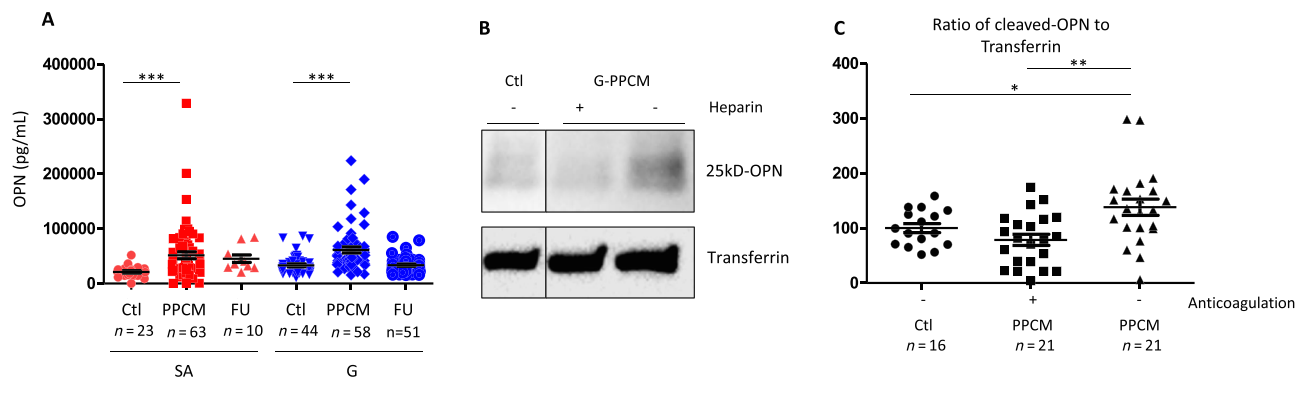 A
OPN (pg/mL)
400000
300000
200000
100000
0
***
***
Ctl PPCM FU Ctl PPCM FU
n = 23 n = 63 n = 10 n = 44 n = 58 n=51
SA G
B
Ctl G-PPCM
- + - Heparin
25kD-OPN
Transferrin
C
Ratio of cleaved-OPN to
Transferrin
400
300
200
100
0
**
*
- + - Anticoagulation
Ctl PPCM PPCM
n = 16 n = 21 n = 21